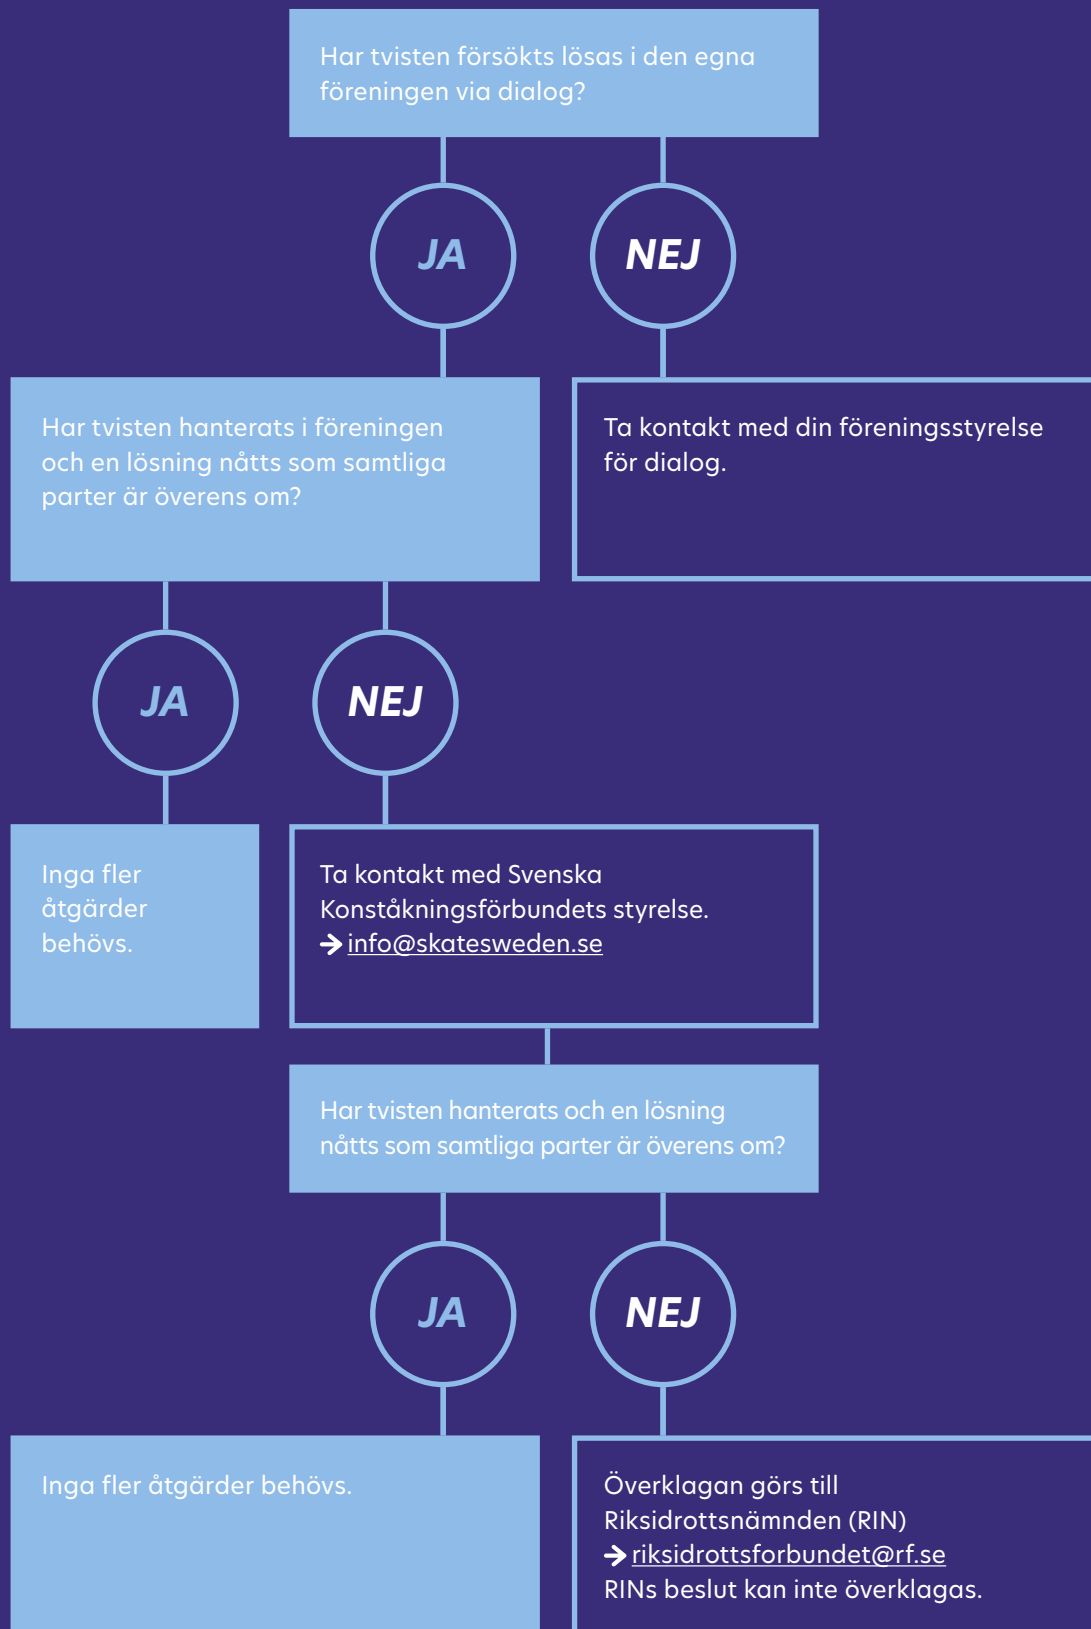 Har tvisten försökts lösas i den egna
föreningen via dialog?
JA
NEJ
Har tvisten hanterats i föreningen
och en lösning nåtts som samtliga
parter är överens om?
Ta kontakt med din föreningsstyrelse
för dialog.
JA
NEJ
Inga fler
åtgärder
behövs.
Ta kontakt med Svenska
Konståkningsförbundets styrelse.
→ info@skatesweden.se
Har tvisten hanterats och en lösning
nåtts som samtliga parter är överens om?
JA
NEJ
Inga fler åtgärder behövs.
Överklagan görs till
Riksidrottsnämnden (RIN)
→ riksidrottsforbundet@rf.se
RINs beslut kan inte överklagas.